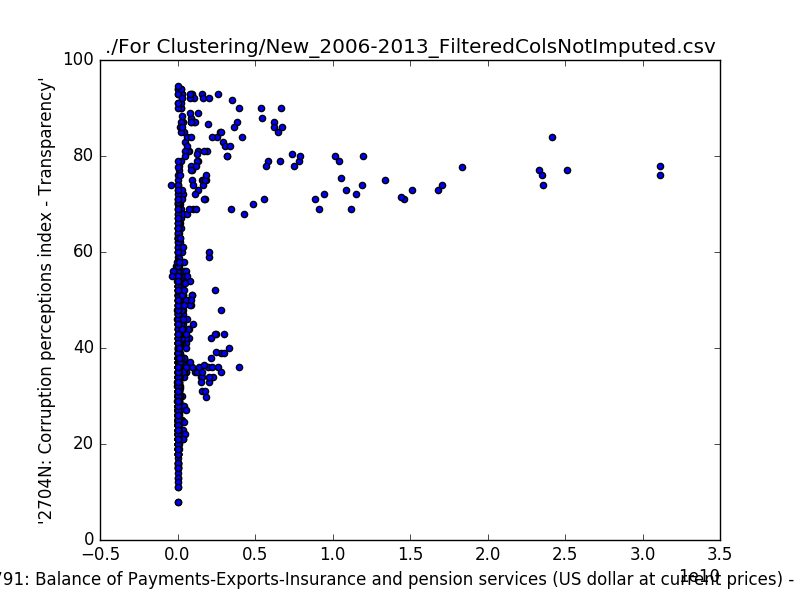 ./For Clustering/New_2006-2013_FilteredColsNotImputed.csv
'2704N: Corruption perceptions index - Transparency'
100
80
60
40
20
0
−0.5 0.0 0.5 1.0 1.5 2.0 2.5 3.0 3.5
1e10
791: Balance of Payments-Exports-Insurance and pension services (US dollar at current prices) -